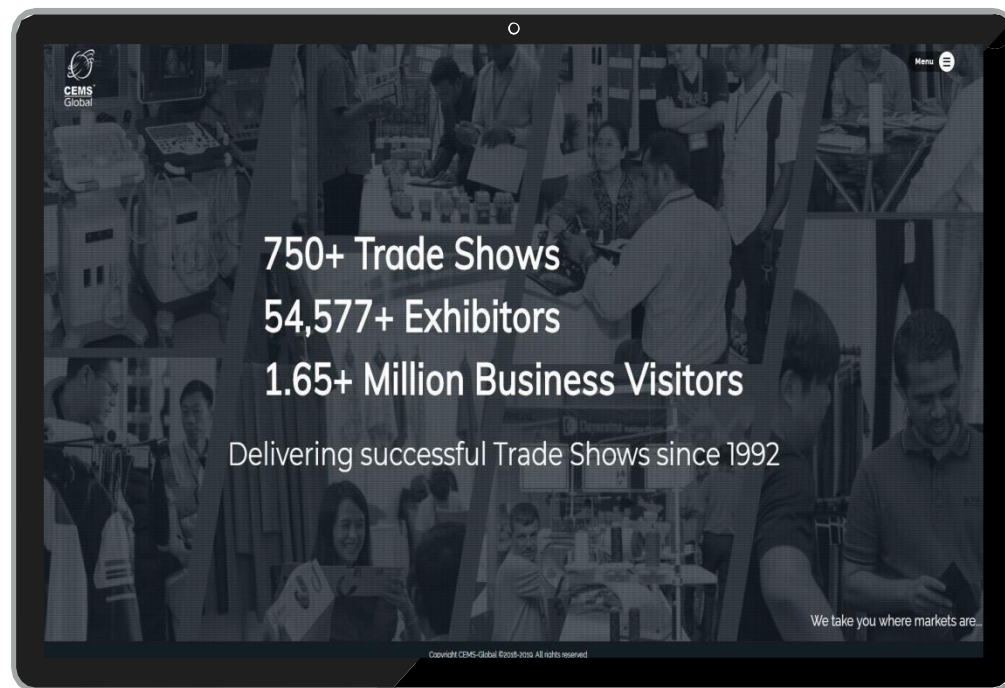 CEMS
Global
Menu
750+ Trade Shows
54,577+ Exhibitors
1.65+ Million Business Visitors
Delivering successful Trade Shows since 1992
We take you where markets are...
Copyright CEMS-Global ©2018-2019. All rights reserved